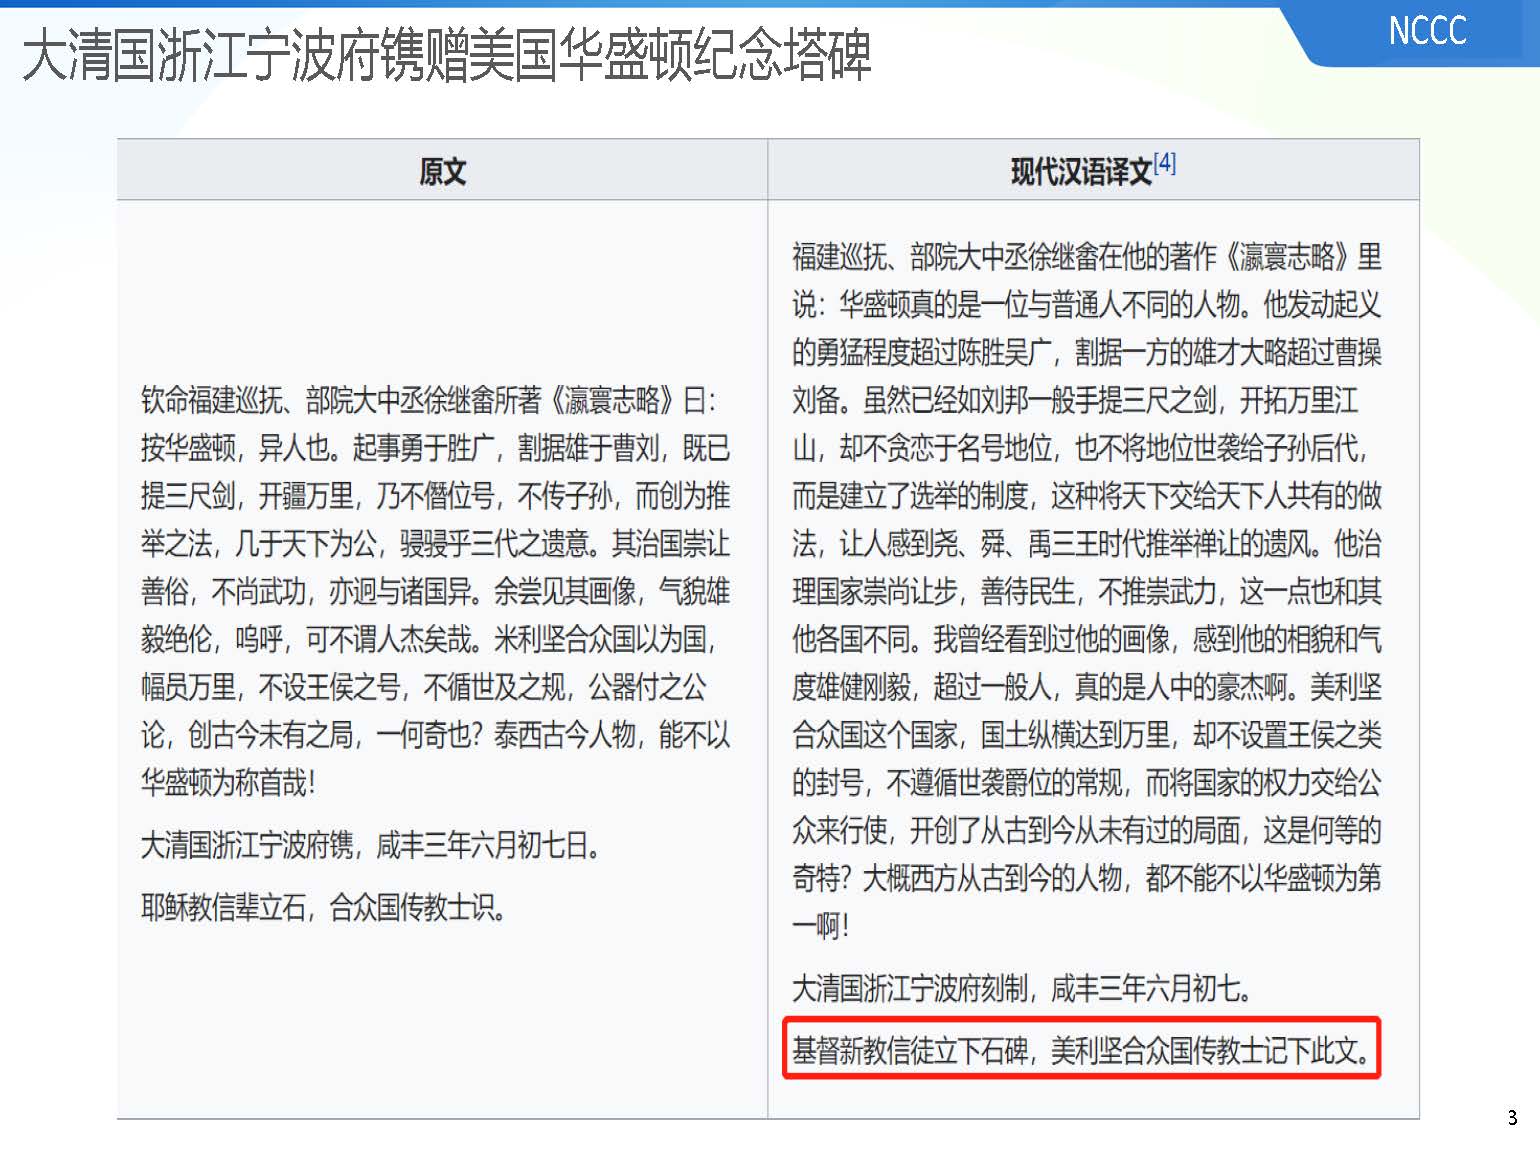 大清国浙江宁波府镌赠美国华盛顿纪念塔碑
NCCC
原文
钦命福建巡抚、部院大中丞徐继畬所著《瀛寰志略》曰：
按华盛顿，异人也。起事勇于胜广，割据雄于曹刘，既已
提三尺剑，开疆万里，乃不僭位号，不传子孙，而创为推
举之法，几于天下为公，骎骎乎三代之遗意。其治国崇让
善俗，不尚武功，亦迥与诸国异。余尝见其画像，气貌雄
毅绝伦，呜呼，可不谓人杰矣哉。米利坚合众国以为国，
幅员万里，不设王侯之号，不循世及之规，公器付之公
论，创古今未有之局，一何奇也？泰西古今人物，能不以
华盛顿为称首哉！
大清国浙江宁波府镌，咸丰三年六月初七日。
耶稣教信辈立石，合众国传教士识。
现代汉语译文[4]
福建巡抚、部院大中丞徐继畬在他的著作《瀛寰志略》里
说：华盛顿真的是一位与普通人不同的人物。他发动起义
的勇猛程度超过陈胜吴广，割据一方的雄才大略超过曹操
刘备。虽然已经如刘邦一般手提三尺之剑，开拓万里江
山，却不贪恋于名号地位，也不将地位世袭给子孙后代，
而是建立了选举的制度，这种将天下交给天下人共有的做
法，让人感到尧、舜、禹三王时代推举禅让的遗风。他治
理国家崇尚让步，善待民生，不推崇武力，这一点也和其
他各国不同。我曾经看到过他的画像，感到他的相貌和气
度雄健刚毅，超过一般人，真的是人中的豪杰啊。美利坚
合众国这个国家，国土纵横达到万里，却不设置王侯之类
的封号，不遵循世袭爵位的常规，而将国家的权力交给公
众来行使，开创了从古到今从未有过的局面，这是何等的
奇特？大概西方从古到今的人物，都不能不以华盛顿为第
一啊！
大清国浙江宁波府刻制，咸丰三年六月初七。
基督新教信徒立下石碑，美利坚合众国传教士记下此文。
3